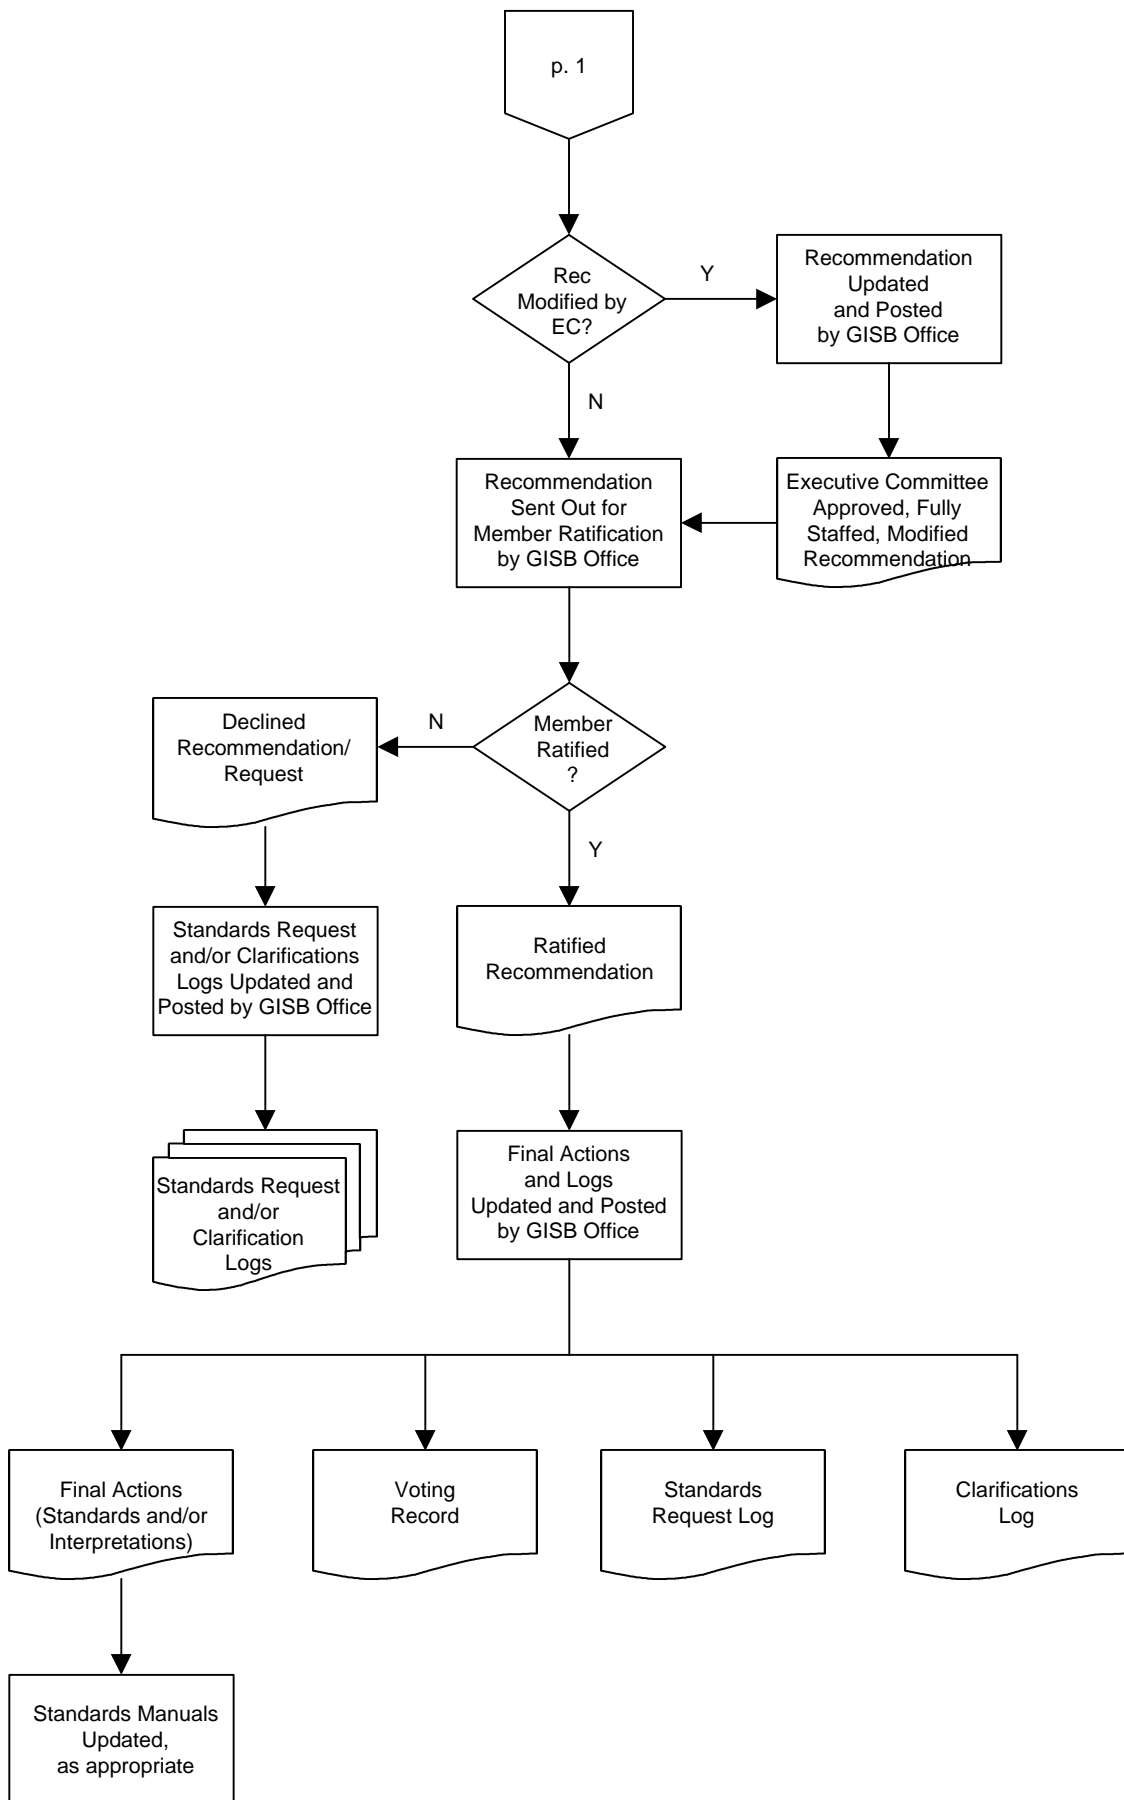 p. 1
Rec
Modified by
EC?
Y
Recommendation
Updated
and Posted
by GISB Office
N
Recommendation
Sent Out for
Member Ratification
by GISB Office
Executive Committee
Approved, Fully
Staffed, Modified
Recommendation
Declined
Recommendation/
Request
N
Member
Ratified
?
Y
Standards Request
and/or Clarifications
Logs Updated and
Posted by GISB Office
Ratified
Recommendation
Standards Request
and/or
Clarification
Logs
Final Actions
and Logs
Updated and Posted
by GISB Office
Final Actions
(Standards and/or
Interpretations)
Voting
Record
Standards
Request Log
Clarifications
Log
Standards Manuals
Updated,
as appropriate